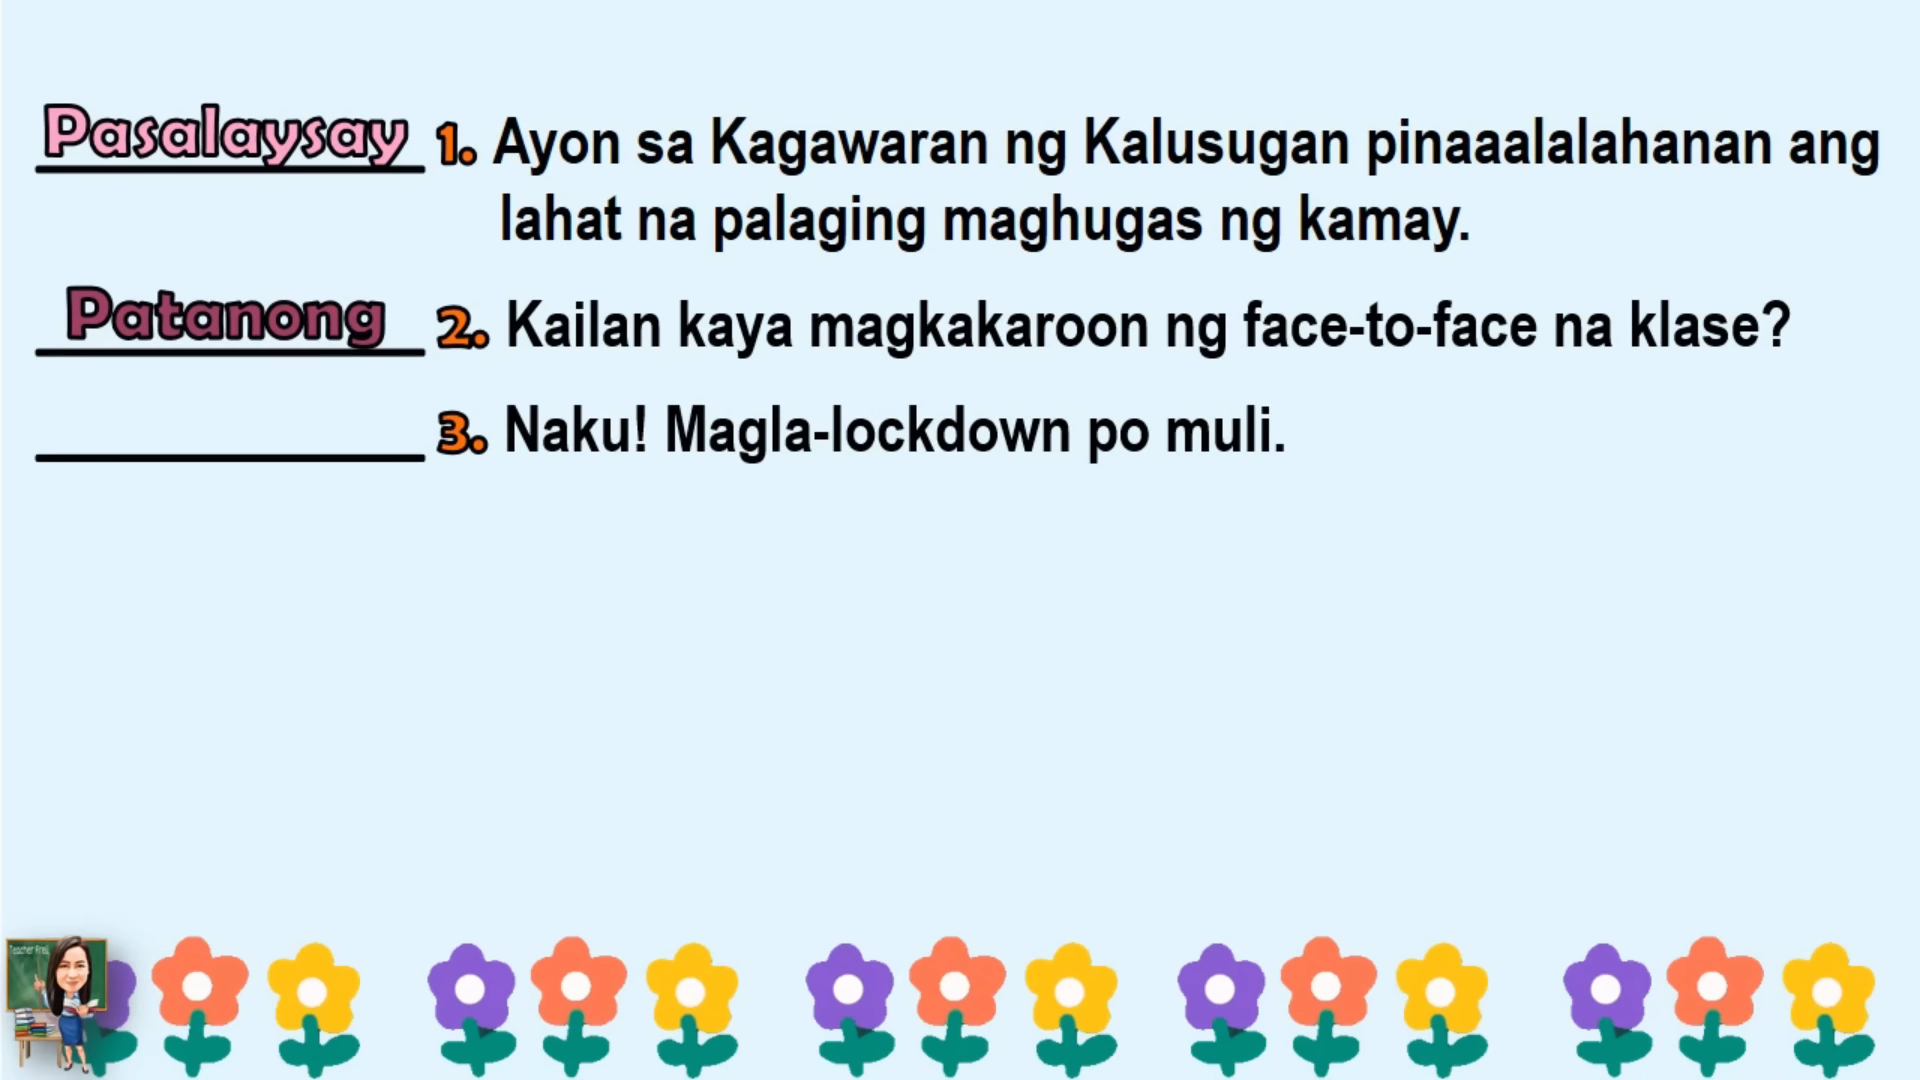 Pasalaysay 1. Ayon sa Kagawaran ng Kalusugan pinaaalalahanan ang
lahat na palaging maghugas ng kamay.
Patanong 2. Kailan kaya magkakaroon ng face-to-face na klase?
3. Naku! Magla-lockdown po muli.